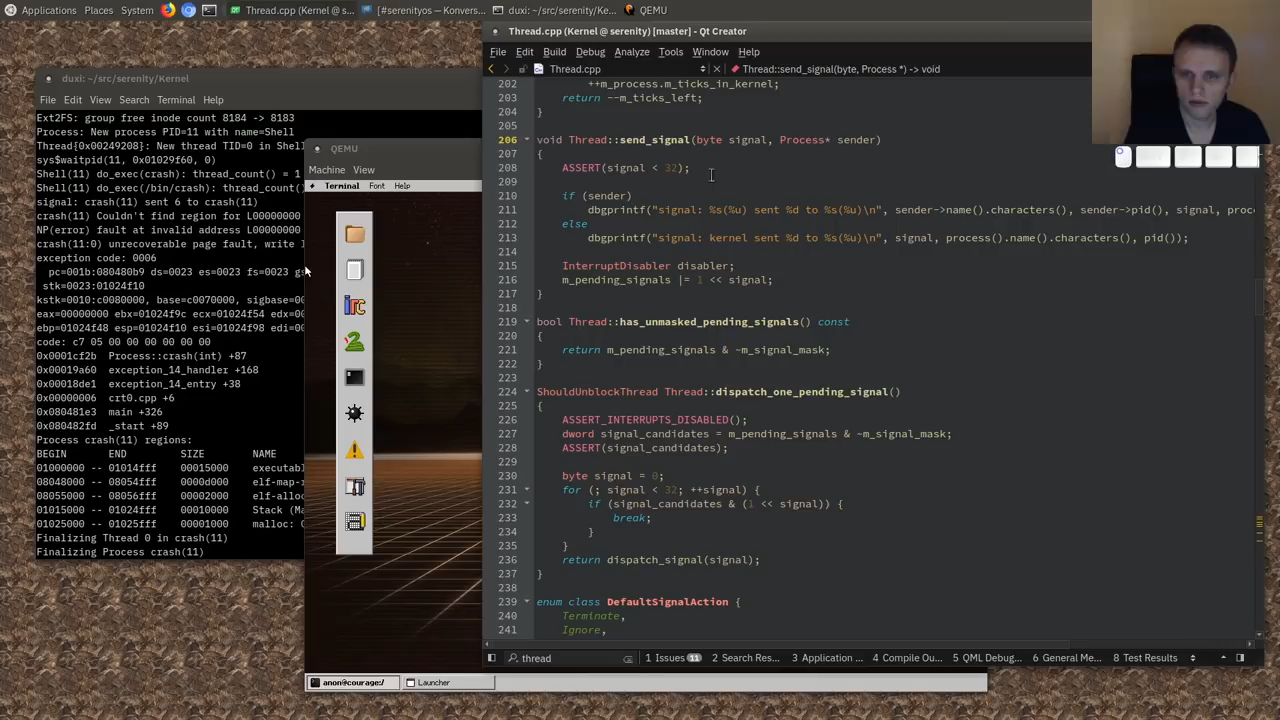 Applications Places System Thread.cpp (Kernel @ s... [#serenityos – Konvers... duxi: ~/src/serenity/Ke... QEMU
duxi: ~/src/serenity/Kernel
File Edit View Search Terminal Help
Ext2FS: group free inode count 8184 -> 8183
Process: New process PID=11 with name=Shell
Thread{0x00249208}: New thread TID=0 in Shell
sys$waitpid(11, 0x01029f60, 0)
Shell(11) do_exec(crash): thread_count() = 1
Shell(11) do_exec(/bin/crash): thread_count()
signal: crash(11) sent 6 to crash(11)
crash(11) Couldn't find region for L00000000
NP(error) fault at invalid address L00000000
crash(11:0) unrecoverable page fault, write
exception code: 0006
pc=001b:080480b9 ds=0023 es=0023 fs=0023 gs
stk=0023:01024f10
kstk=0010:c0080000, base=c0070000, sigbase=00
eax=00000000 ebx=01024f9c ecx=01024f54 edx=
ebp=01024f48 esp=01024f10 esi=01024f98 edi=
code: c7 05 00 00 00 00 00 00
0x0001cf2b Process::crash(int) +87
0x00019a60 exception_14_handler +168
0x00018de1 exception_14_entry +38
0x00000006 crt0.cpp +6
0x080481e3 main +326
0x080482fd _start +89
Process crash(11) regions:
BEGIN END SIZE NAME
01000000 -- 01014fff 00015000 executab
08048000 -- 08054fff 0000d000 elf-map-
08055000 -- 08056fff 00002000 elf-alloc
01015000 -- 01024fff 00010000 Stack (Ma
01025000 -- 01025fff 00001000 malloc: 0
Finalizing Thread 0 in crash(11)
Finalizing Process crash(11)
QEMU
Machine View
Terminal Font Help
irc
anon@courage:/ Launcher
Thread.cpp (Kernel @ serenity) [master] - Qt Creator
File Edit Build Debug Analyze Tools Window Help
Thread.cpp Thread::send_signal(byte, Process *) -> void
202 ++m_process.m_ticks_in_kernel;
203 return --m_ticks_left;
204 }
205
206 void Thread::send_signal(byte signal, Process* sender)
207 {
208 ASSERT(signal < 32);
209
210 if (sender)
211 dbgprintf("signal: %s(%u) sent %d to %s(%u)\n", sender->name().characters(), sender->pid(), signal, proce
212 else
213 dbgprintf("signal: kernel sent %d to %s(%u)\n", signal, process().name().characters(), pid());
214
215 InterruptDisabler disabler;
216 m_pending_signals |= 1 << signal;
217 }
218
219 bool Thread::has_unmasked_pending_signals() const
220 {
221 return m_pending_signals & ~m_signal_mask;
222 }
223
224 ShouldUnblockThread Thread::dispatch_one_pending_signal()
225 {
226 ASSERT_INTERRUPTS_DISABLED();
227 dword signal_candidates = m_pending_signals & ~m_signal_mask;
228 ASSERT(signal_candidates);
229
230 byte signal = 0;
231 for (; signal < 32; ++signal) {
232 if (signal_candidates & (1 << signal)) {
233 break;
234 }
235 }
236 return dispatch_signal(signal);
237 }
238
239 enum class DefaultSignalAction {
240 Terminate,
241 Ignore,
thread 1 Issues 11 2 Search Res... 3 Application ... 4 Compile Ou... 5 QML Debug... 6 General Me... 8 Test Results